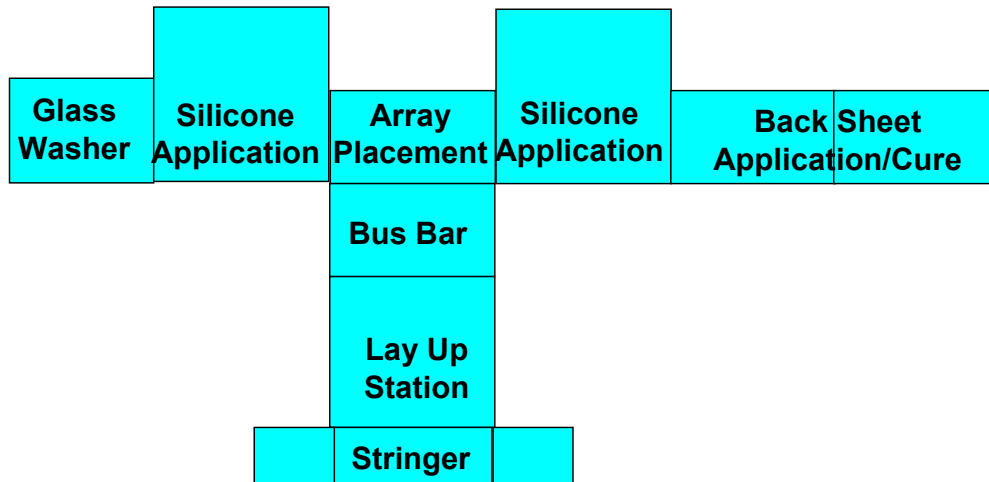 Glass
Washer
Silicone
Application
Array
Placement
Silicone
Application
Back Sheet
Application/Cure
Bus Bar
Lay Up
Station
Stringer